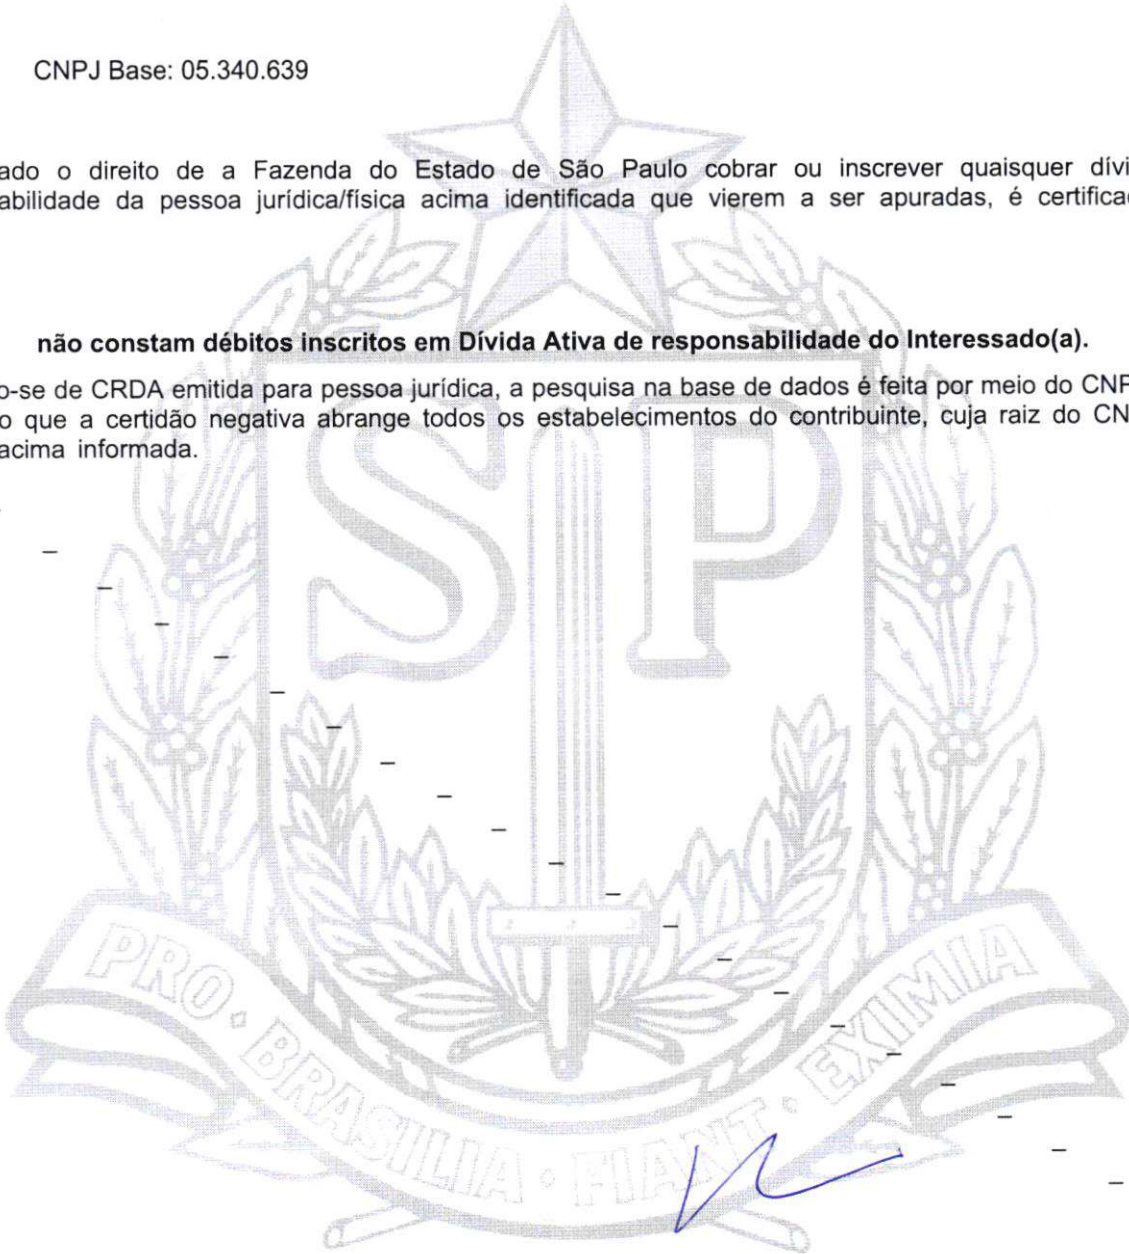 CNPJ Base: 05.340.639
ado o direito de a Fazenda do Estado de São Paulo cobrar ou inscrever quaisquer dívi
abilidade da pessoa jurídica/física acima identificada que vierem a ser apuradas, é certificad
não constam débitos inscritos em Dívida Ativa de responsabilidade do Interessado(a).
o-se de CRDA emitida para pessoa jurídica, a pesquisa na base de dados é feita por meio do CNP
o que a certidão negativa abrange todos os estabelecimentos do contribuinte, cuja raiz do CN
acima informada.
SP
PRO · BRASILIA · FIANT · EXIMIA